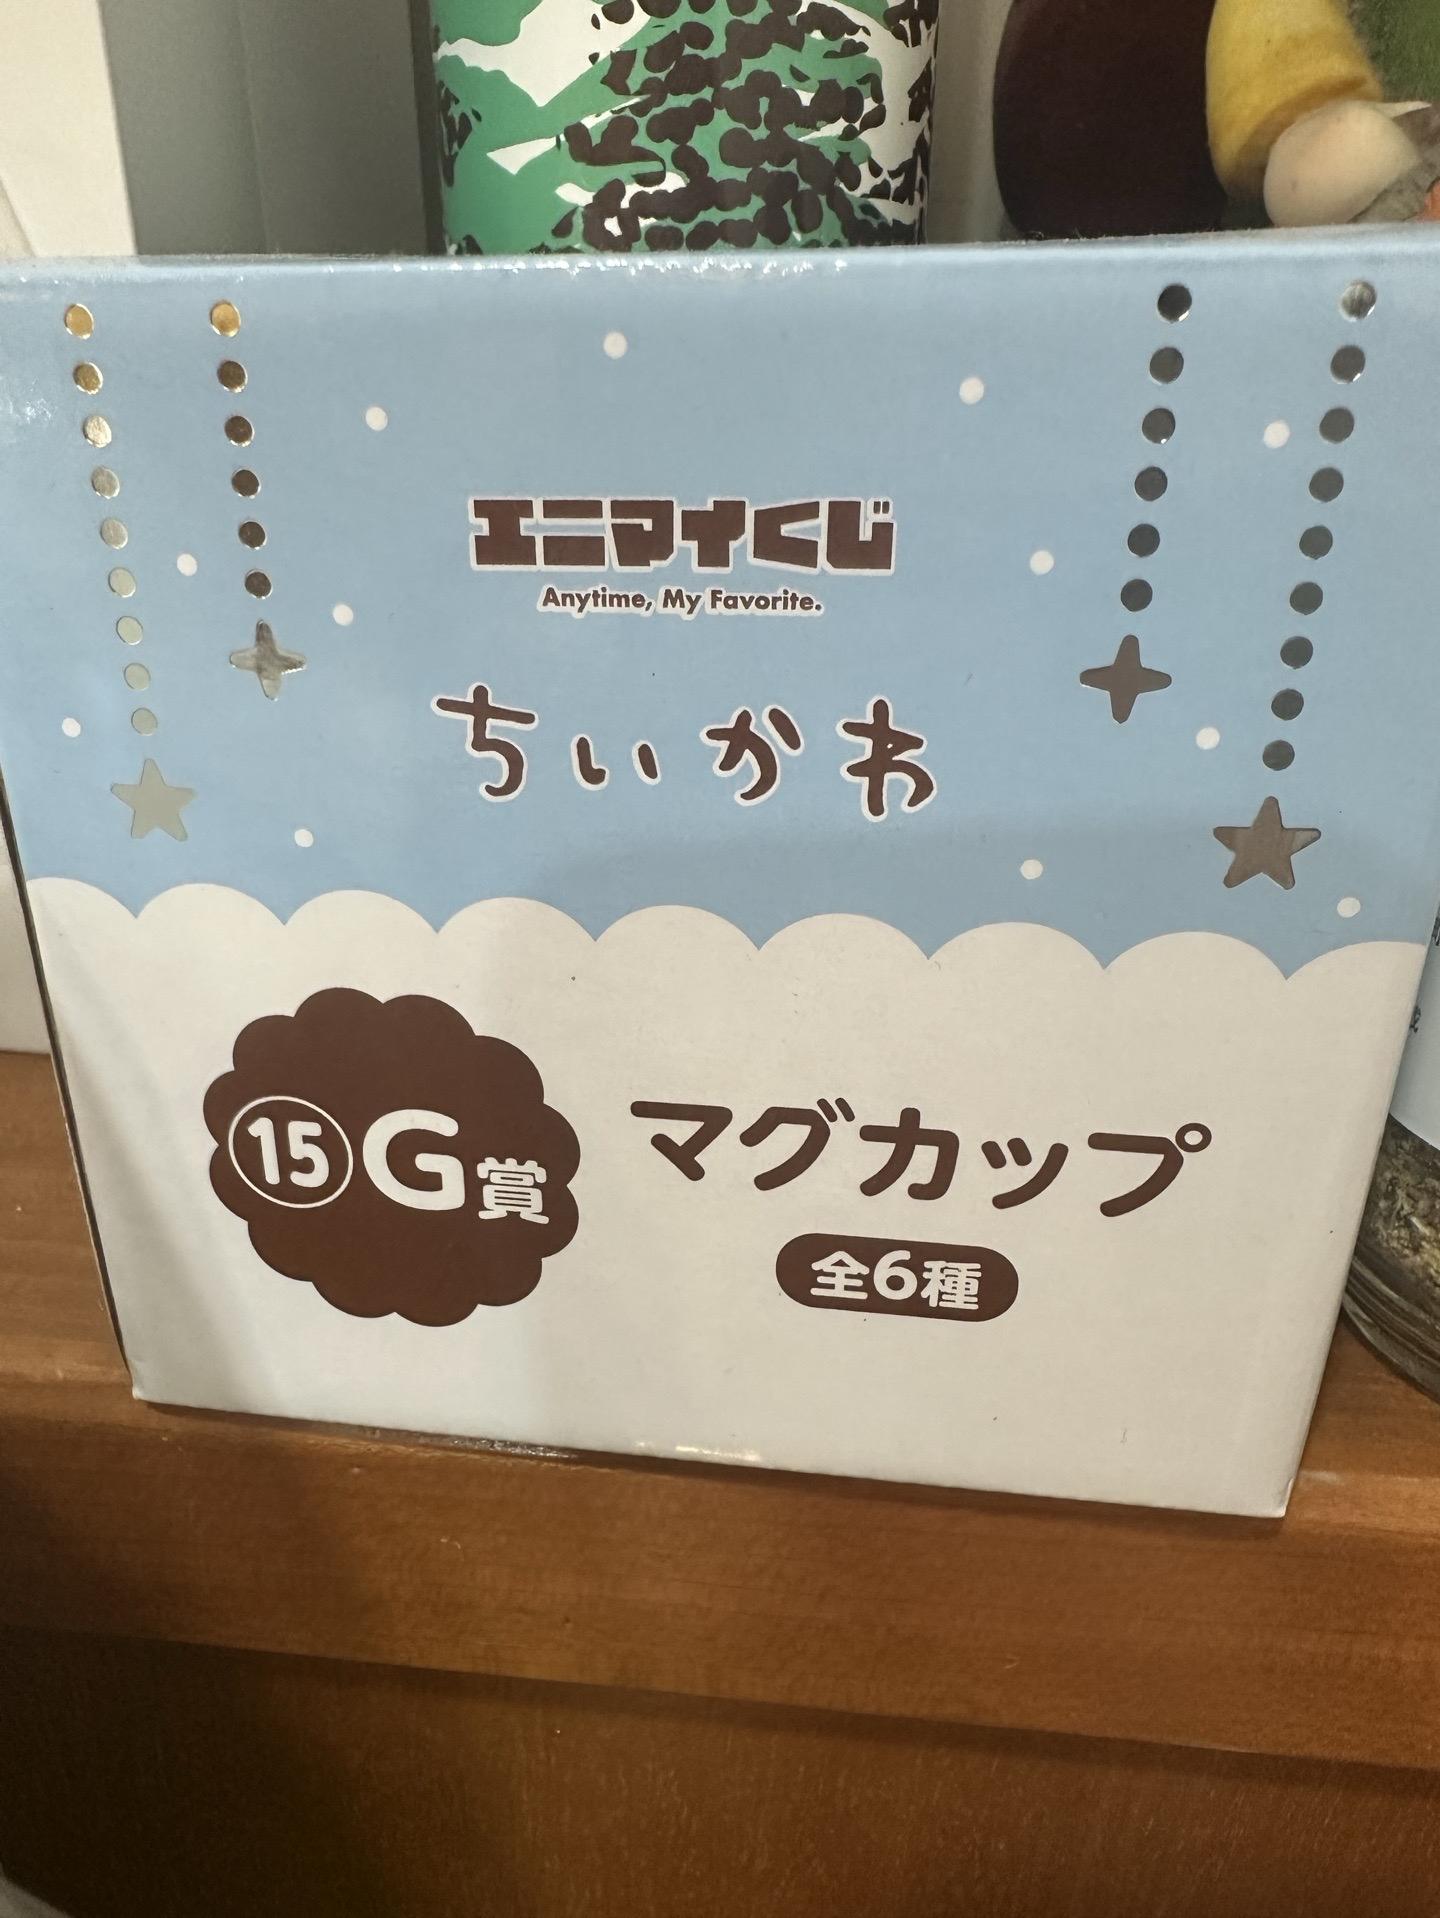 エニマイくじ
Anytime, My Favorite.
ちいかわ
⑮G賞
マグカップ
全6種